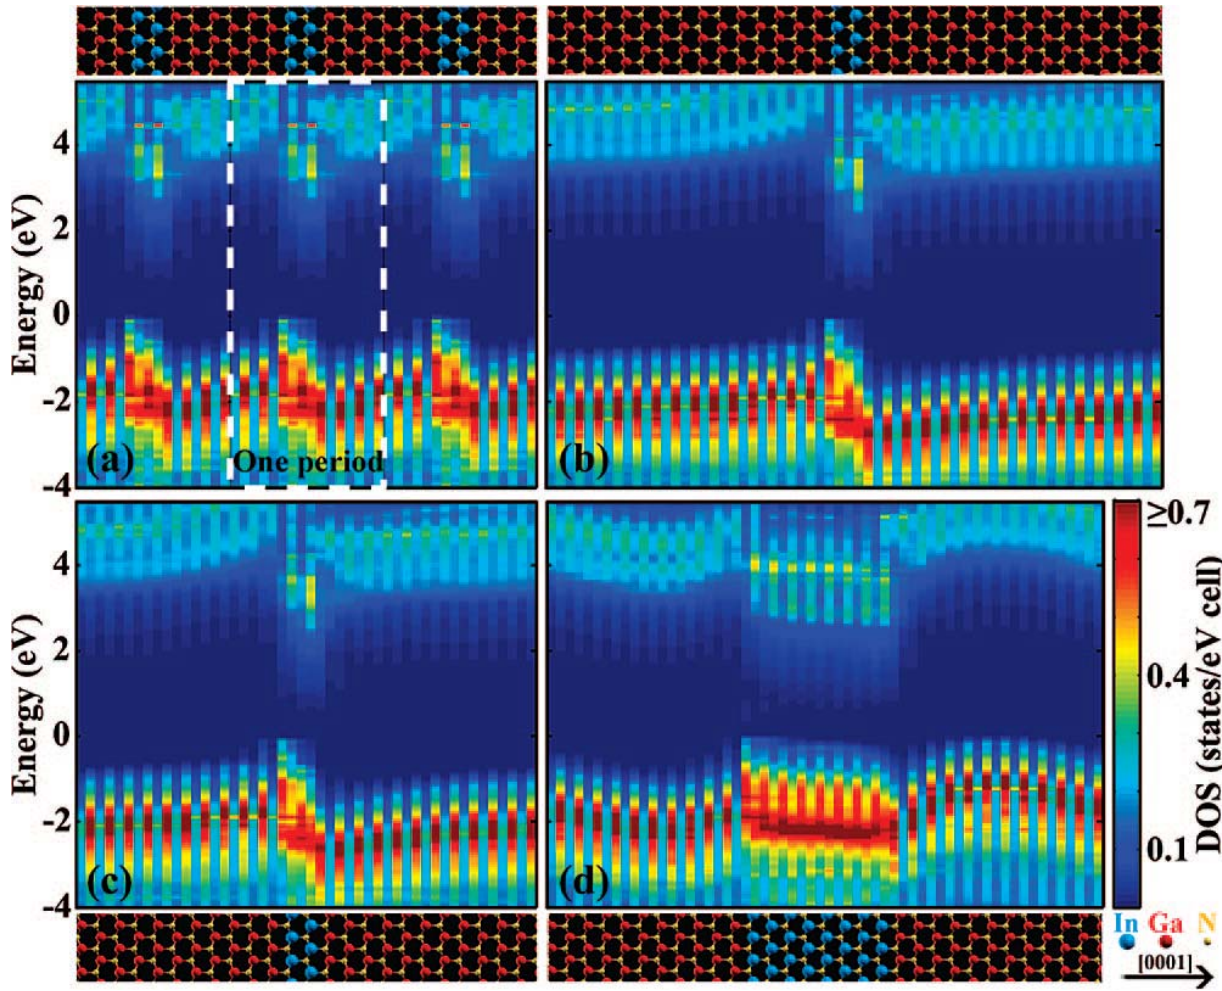 Energy (eV)
4
2
0
-2
-4
(a)
One period
(b)
Energy (eV)
4
2
0
-2
-4
(c)
(d)
≥0.7
0.4
0.1
DOS (states/eV cell)
In Ga N
[0001]